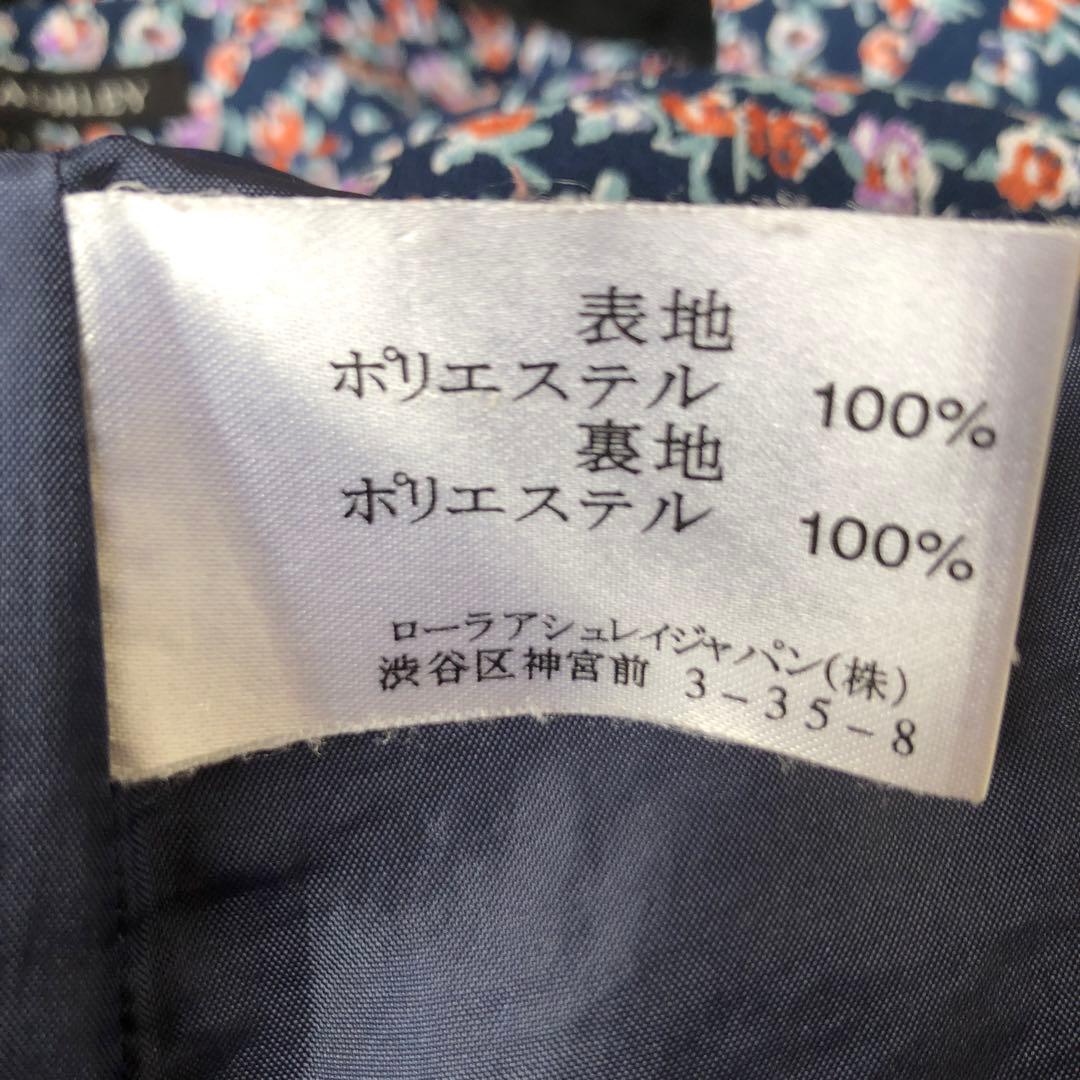 ASHLEY
表地
ポリエステル 100%
裏地
ポリエステル 100%
ローラアシュレイジャパン(株)
渋谷区神宮前 3-35-8